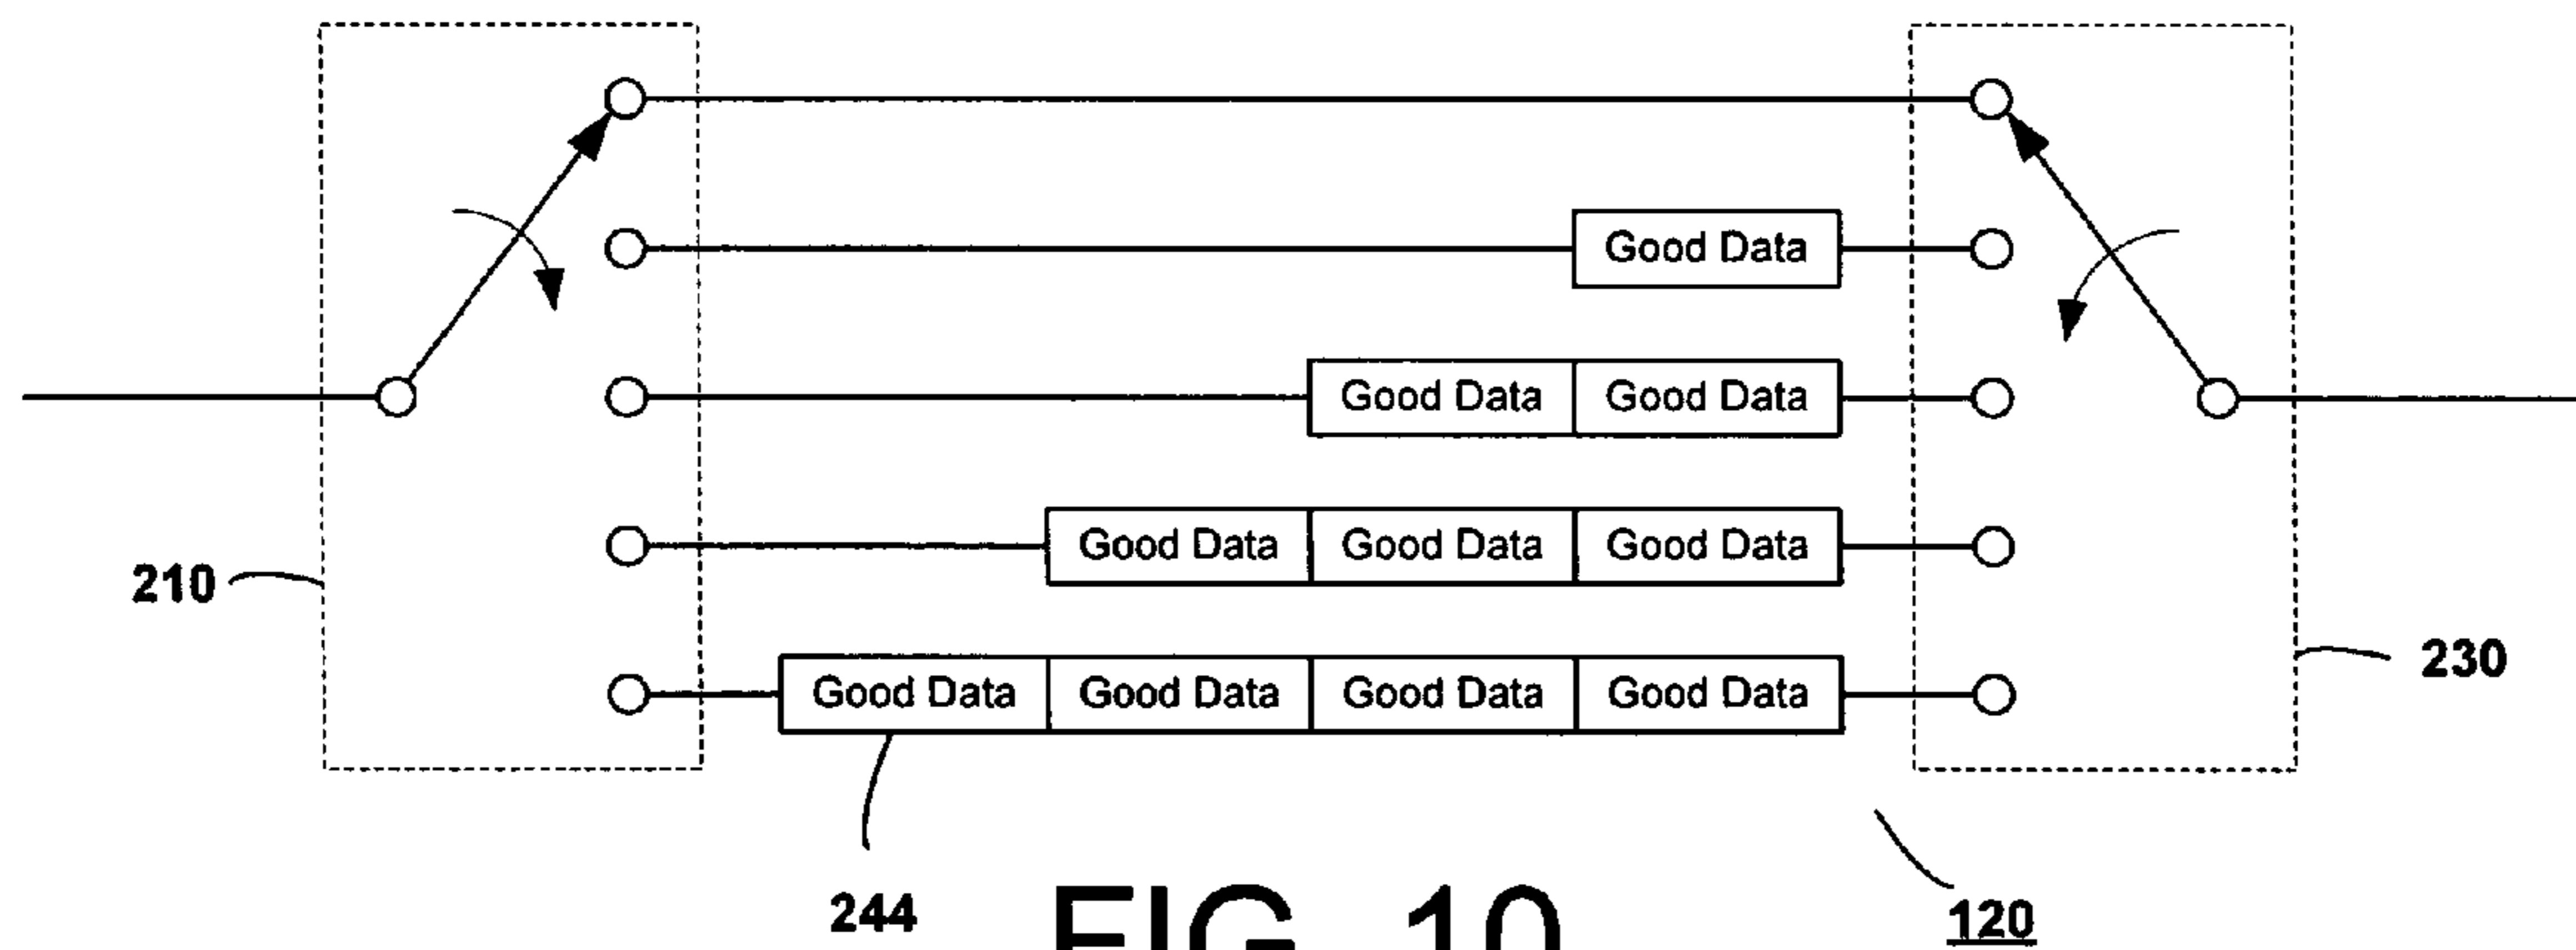 Good Data
Good Data Good Data
Good Data Good Data Good Data
210
230
Good Data Good Data Good Data Good Data
244
FIG. 10
120